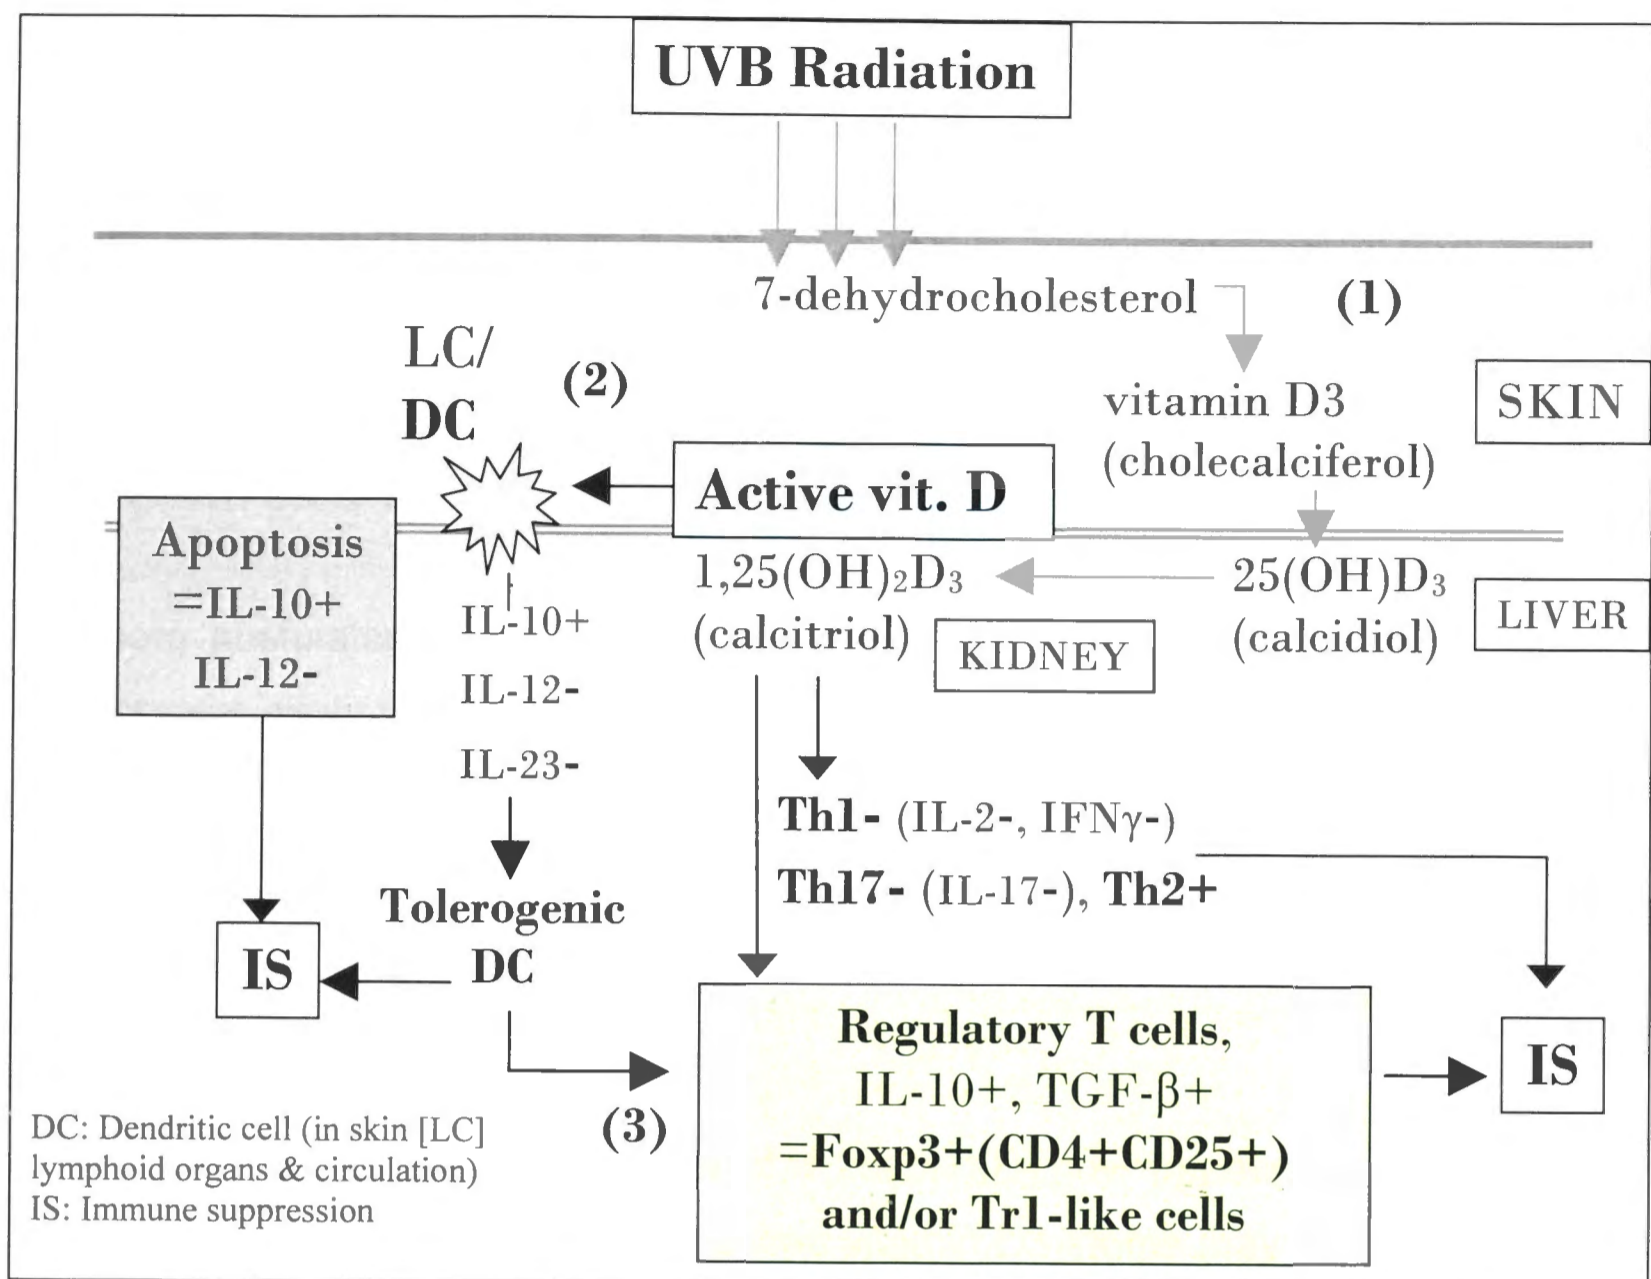 UVB Radiation
7-dehydrocholesterol
(1)
LC/
DC
(2)
vitamin D3
(cholecalciferol)
SKIN
Active vit. D
Apoptosis
=IL-10+
IL-12-
1,25(OH)₂D₃
(calcitriol)
KIDNEY
25(OH)D₃
(calcidiol)
LIVER
IL-10+
IL-12-
IL-23-
Th1- (IL-2-, IFNγ-)
Th17- (IL-17-), Th2+
Tolerogenic
DC
IS
Regulatory T cells,
IL-10+, TGF-β+
=Foxp3+(CD4+CD25+)
and/or Tr1-like cells
IS
(3)
DC: Dendritic cell (in skin [LC]
lymphoid organs & circulation)
IS: Immune suppression